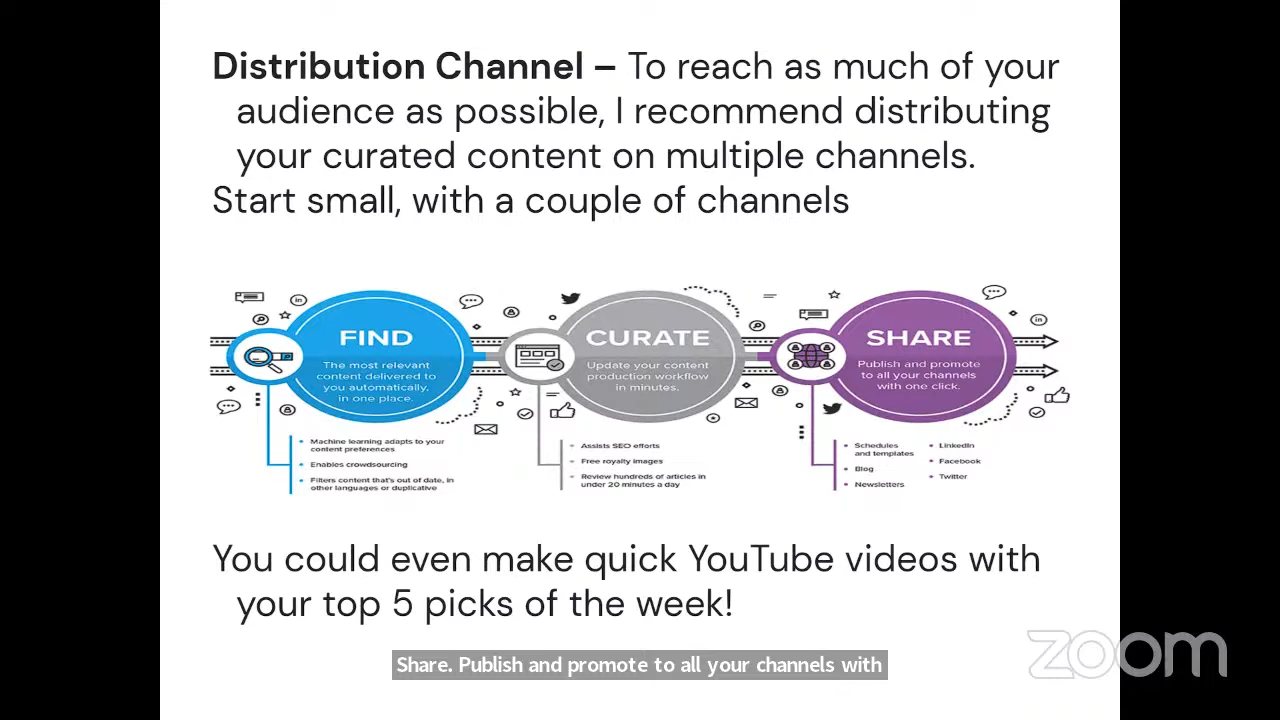 Distribution Channel – To reach as much of your
audience as possible, I recommend distributing
your curated content on multiple channels.
Start small, with a couple of channels
FIND
The most relevant
content delivered to
you automatically,
in one place.
Machine learning adapts to your
content preferences
Enables crowdsourcing
Filters content that's out of date, in
other languages or duplicative
CURATE
Update your content
production workflow
in minutes.
Assists SEO efforts
Free royalty images
Review hundreds of articles in
under 20 minutes a day
SHARE
Publish and promote
to all your channels
with one click.
Schedules
and templates
Blog
Newsletters
LinkedIn
Facebook
Twitter
You could even make quick YouTube videos with
your top 5 picks of the week!
Share. Publish and promote to all your channels with
zoom